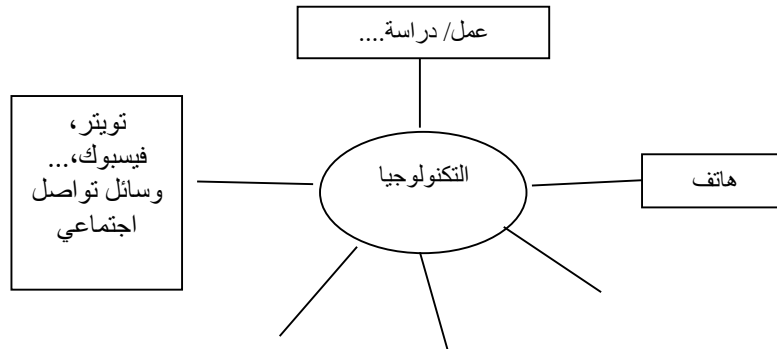 عمل/ دراسة....
تويتر،
فيسبوك،...
وسائل تواصل
اجتماعي
التكنولوجيا
هاتف